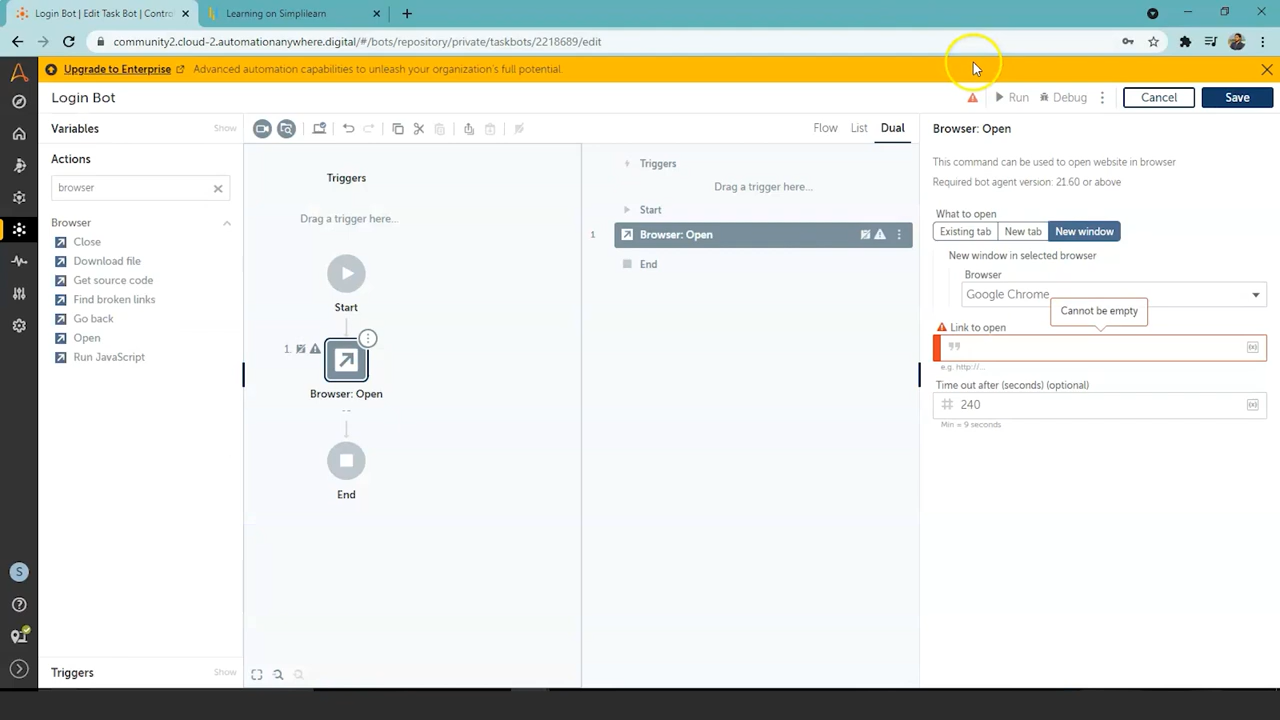 Login Bot | Edit Task Bot | Contro
Learning on Simplilearn
community2.cloud-2.automationanywhere.digital/#/bots/repository/private/taskbots/2218689/edit
Upgrade to Enterprise
Advanced automation capabilities to unleash your organization's full potential.
Login Bot
Run
Debug
Cancel
Save
Variables
Show
Flow
List
Dual
Browser: Open
Actions
browser
Browser
Close
Download file
Get source code
Find broken links
Go back
Open
Run JavaScript
Triggers
Show
Triggers
Drag a trigger here...
Start
1.
Browser: Open
--
End
Triggers
Drag a trigger here...
Start
1
Browser: Open
End
This command can be used to open website in browser
Required bot agent version: 21.60 or above
What to open
Existing tab
New tab
New window
New window in selected browser
Browser
Google Chrome
Cannot be empty
Link to open
e.g. http://...
Time out after (seconds) (optional)
240
Min = 9 seconds
S